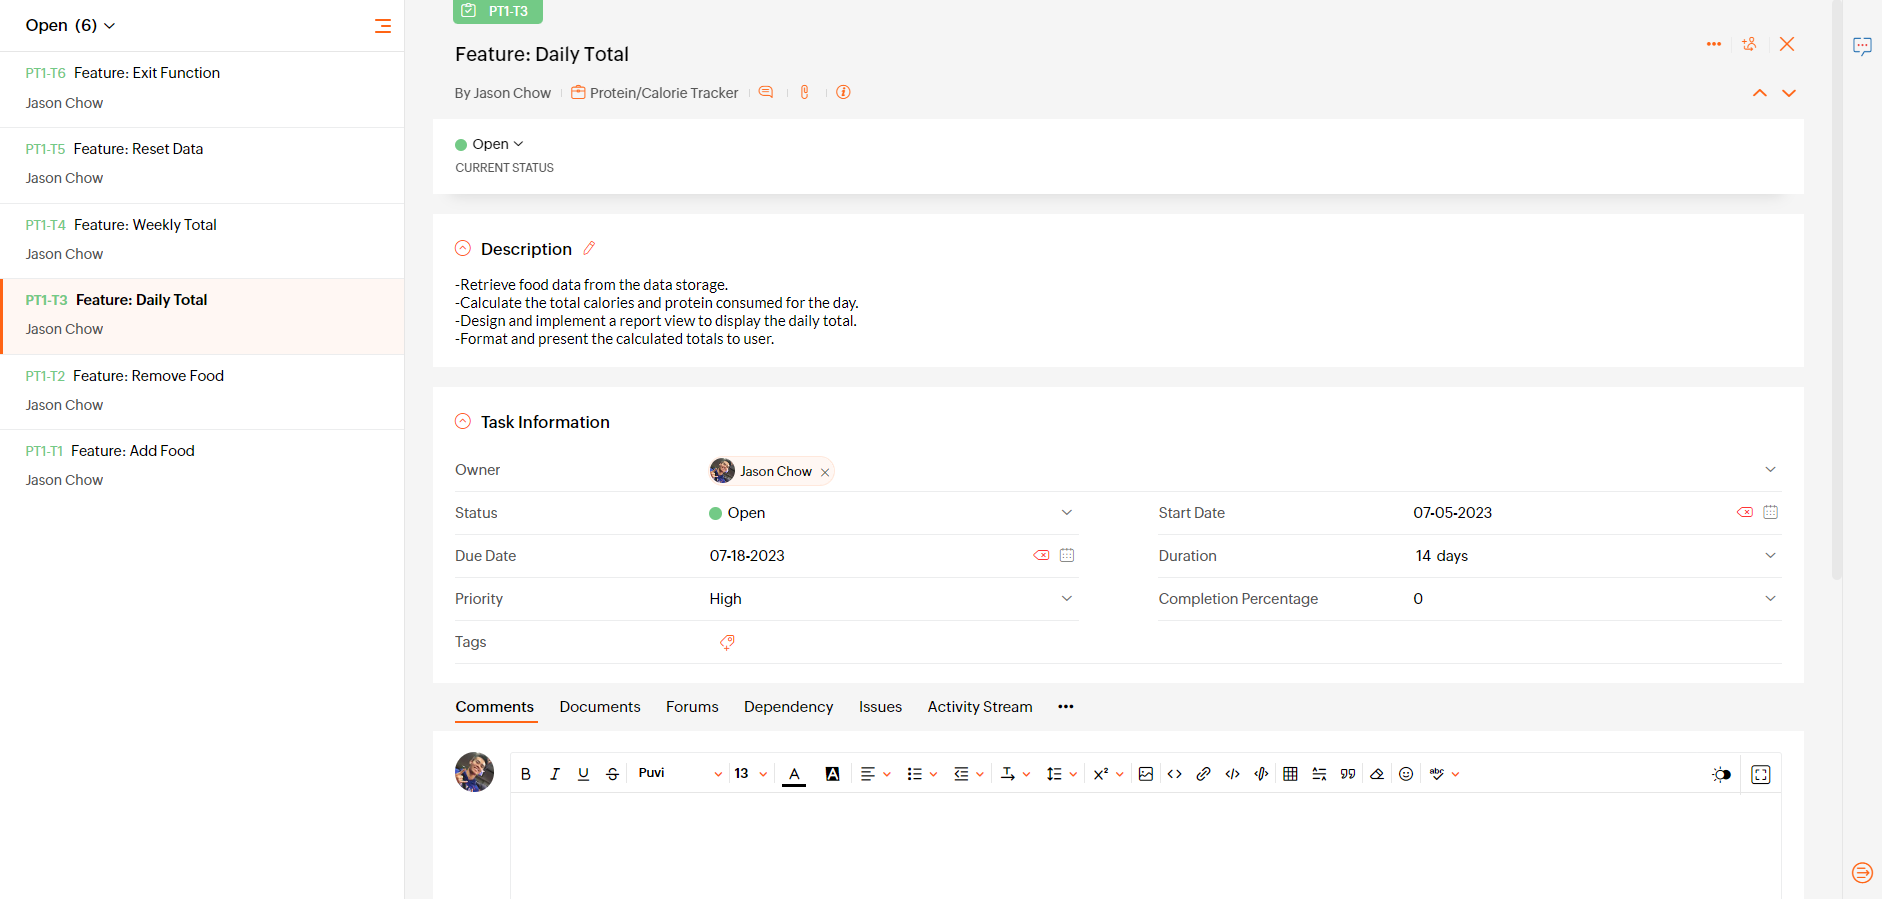 Open (6)
PT1-T6 Feature: Exit Function
Jason Chow
PT1-T5 Feature: Reset Data
Jason Chow
PT1-T4 Feature: Weekly Total
Jason Chow
PT1-T3 Feature: Daily Total
Jason Chow
PT1-T2 Feature: Remove Food
Jason Chow
PT1-T1 Feature: Add Food
Jason Chow
PT1-T3
Feature: Daily Total
By Jason Chow Protein/Calorie Tracker
Open
CURRENT STATUS
Description
-Retrieve food data from the data storage.
-Calculate the total calories and protein consumed for the day.
-Design and implement a report view to display the daily total.
-Format and present the calculated totals to user.
Task Information
Owner Jason Chow
Status Open Start Date 07-05-2023
Due Date 07-18-2023 Duration 14 days
Priority High Completion Percentage 0
Tags
Comments Documents Forums Dependency Issues Activity Stream
Puvi 13